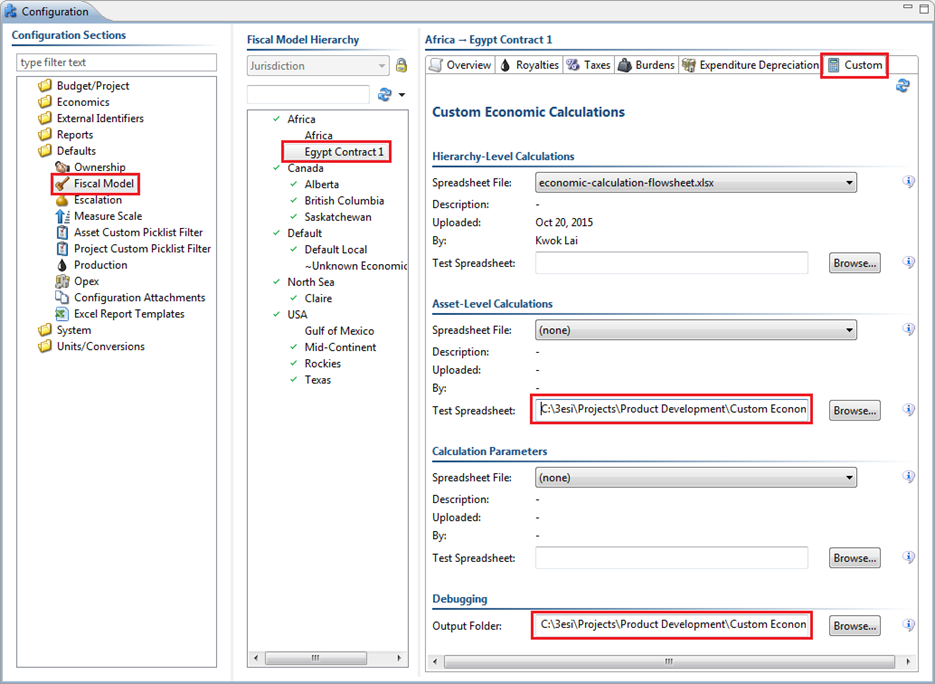 Configuration
Configuration Sections
type filter text
Budget/Project
Economics
External Identifiers
Reports
Defaults
Ownership
Fiscal Model
Escalation
Measure Scale
Asset Custom Picklist Filter
Project Custom Picklist Filter
Production
Opex
Configuration Attachments
Excel Report Templates
System
Units/Conversions
Fiscal Model Hierarchy
Jurisdiction
Africa
Africa
Egypt Contract 1
Canada
Alberta
British Columbia
Saskatchewan
Default
Default Local
~Unknown Economic
North Sea
Claire
USA
Gulf of Mexico
Mid-Continent
Rockies
Texas
Africa → Egypt Contract 1
Overview Royalties Taxes Burdens Expenditure Depreciation Custom
Custom Economic Calculations
Hierarchy-Level Calculations
Spreadsheet File: economic-calculation-flowsheet.xlsx
Description: -
Uploaded: Oct 20, 2015
By: Kwok Lai
Test Spreadsheet: Browse...
Asset-Level Calculations
Spreadsheet File: (none)
Description: -
Uploaded: -
By: -
Test Spreadsheet: C:\3esi\Projects\Product Development\Custom Econon Browse...
Calculation Parameters
Spreadsheet File: (none)
Description: -
Uploaded: -
By: -
Test Spreadsheet: Browse...
Debugging
Output Folder: C:\3esi\Projects\Product Development\Custom Econon Browse...